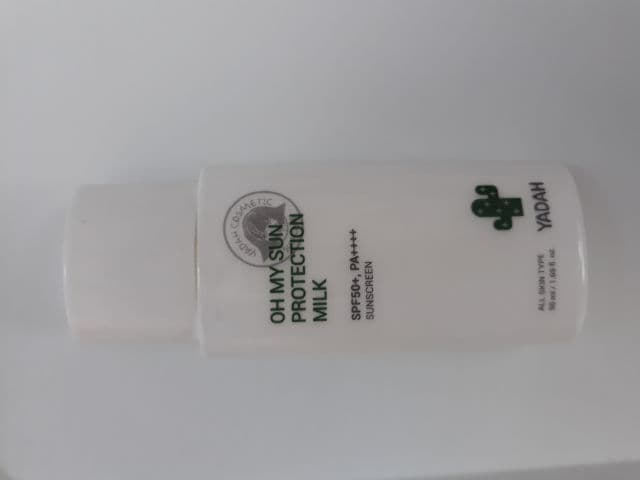 YADAH COSMETIC
OH MY SUN
PROTECTION
MILK
SPF50+, PA++++
SUNSCREEN
YADAH
ALL SKIN TYPE
50 ml / 1.69 fl. oz